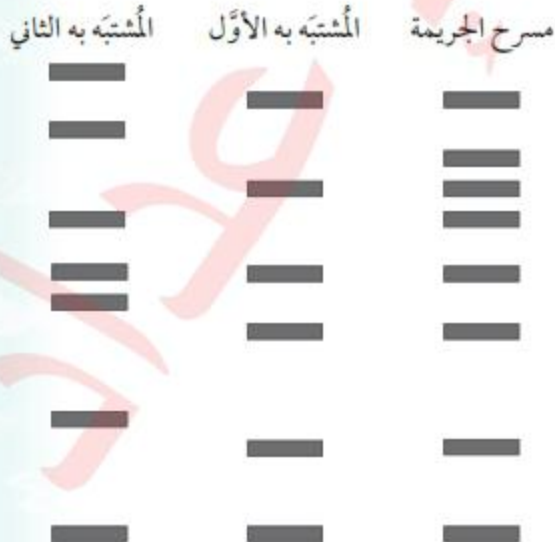 مسرح الجريمة المُشتبَه به الأوَّل المُشتبَه به الثاني